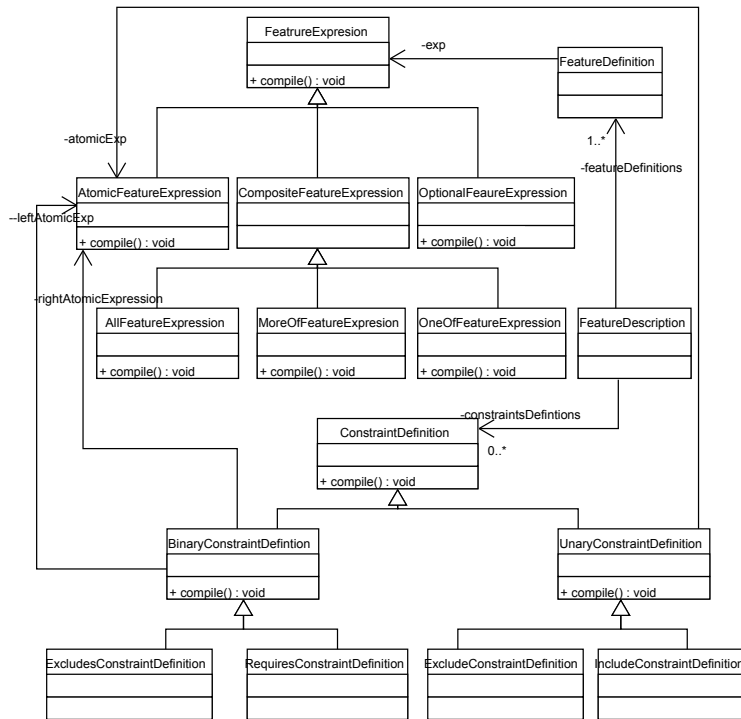 FeatrureExpresion
+ compile() : void
-exp
FeatureDefinition
-atomicExp
1..*
-featureDefinitions
AtomicFeatureExpression
+ compile() : void
CompositeFeatureExpression
OptionalFeaureExpression
+ compile() : void
--leftAtomicExp
-rightAtomicExpression
AllFeatureExpression
+ compile() : void
MoreOfFeatureExpresion
+ compile() : void
OneOfFeatureExpression
+ compile() : void
FeatureDescription
-constraintsDefintions
0..*
ConstraintDefinition
+ compile() : void
BinaryConstraintDefintion
+ compile() : void
UnaryConstraintDefinition
+ compile() : void
ExcludesConstraintDefinition
RequiresConstraintDefinition
ExcludeConstraintDefinition
IncludeConstraintDefinition